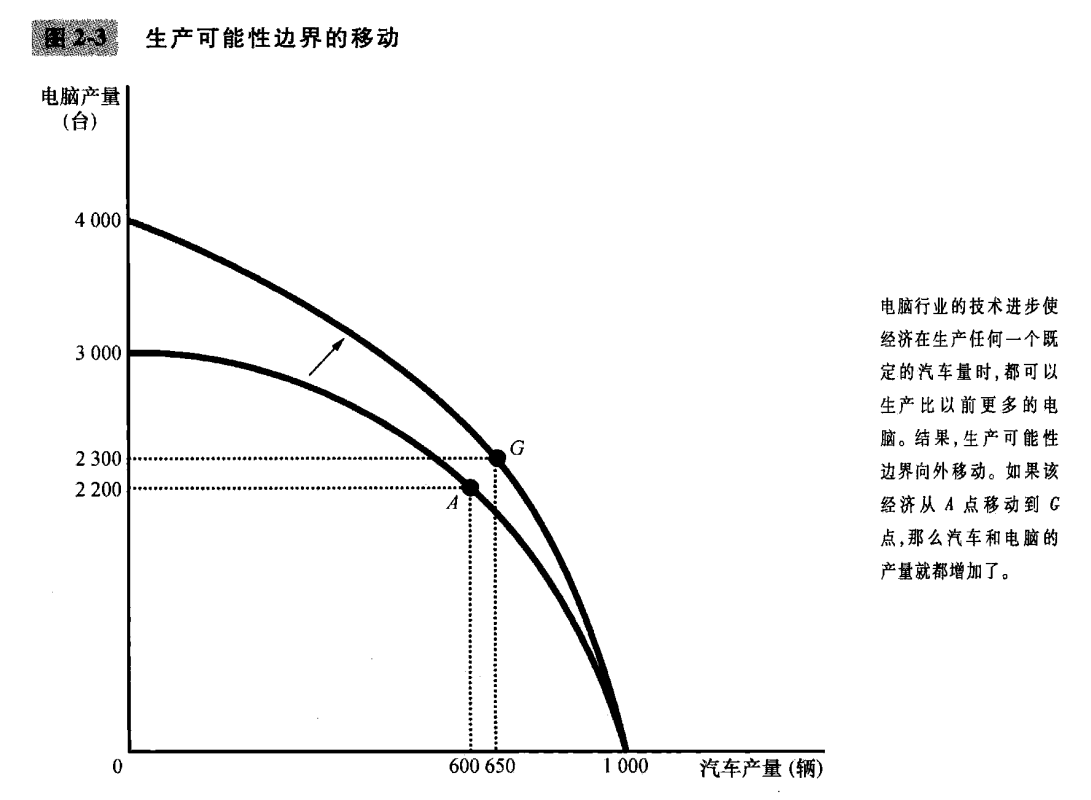 图 2-3 生产可能性边界的移动
电脑产量
(台)
4 000
3 000
2 300
2 200
G
A
0
600 650
1 000
汽车产量 (辆)
电脑行业的技术进步使
经济在生产任何一个既
定的汽车量时,都可以
生产比以前更多的电
脑。结果,生产可能性
边界向外移动。如果该
经济从 A 点移动到 G
点,那么汽车和电脑的
产量就都增加了。